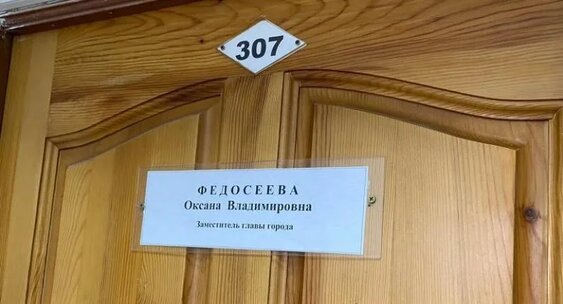 307
ФЕДОСЕЕВА
Оксана Владимировна
Заместитель главы города